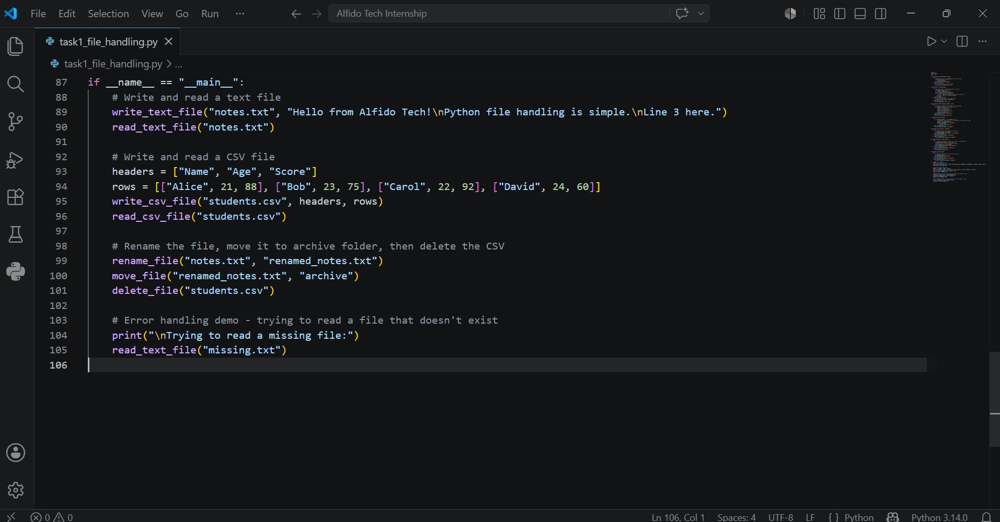 File Edit Selection View Go Run ··· Alfido Tech Internship
task1_file_handling.py
task1_file_handling.py > ...
87 if __name__ == "__main__":
88     # Write and read a text file
89     write_text_file("notes.txt", "Hello from Alfido Tech!\nPython file handling is simple.\nLine 3 here.")
90     read_text_file("notes.txt")
91
92     # Write and read a CSV file
93     headers = ["Name", "Age", "Score"]
94     rows = [["Alice", 21, 88], ["Bob", 23, 75], ["Carol", 22, 92], ["David", 24, 60]]
95     write_csv_file("students.csv", headers, rows)
96     read_csv_file("students.csv")
97
98     # Rename the file, move it to archive folder, then delete the CSV
99     rename_file("notes.txt", "renamed_notes.txt")
100     move_file("renamed_notes.txt", "archive")
101     delete_file("students.csv")
102
103     # Error handling demo - trying to read a file that doesn't exist
104     print("\nTrying to read a missing file:")
105     read_text_file("missing.txt")
106
0 0 Ln 106, Col 1 Spaces: 4 UTF-8 LF { } Python Python 3.14.0